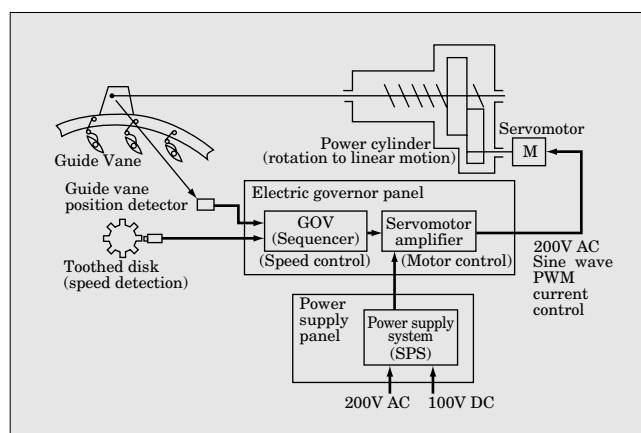 Servomotor
Power cylinder
(rotation to linear motion)
M
Guide Vane
Guide vane
position detector
Electric governor panel
GOV
(Sequencer)
Servomotor
amplifier
(Speed control)
(Motor control)
200V AC
Sine wave
PWM
current
control
Toothed disk
(speed detection)
Power
supply
panel
Power supply
system
(SPS)
200V AC
100V DC